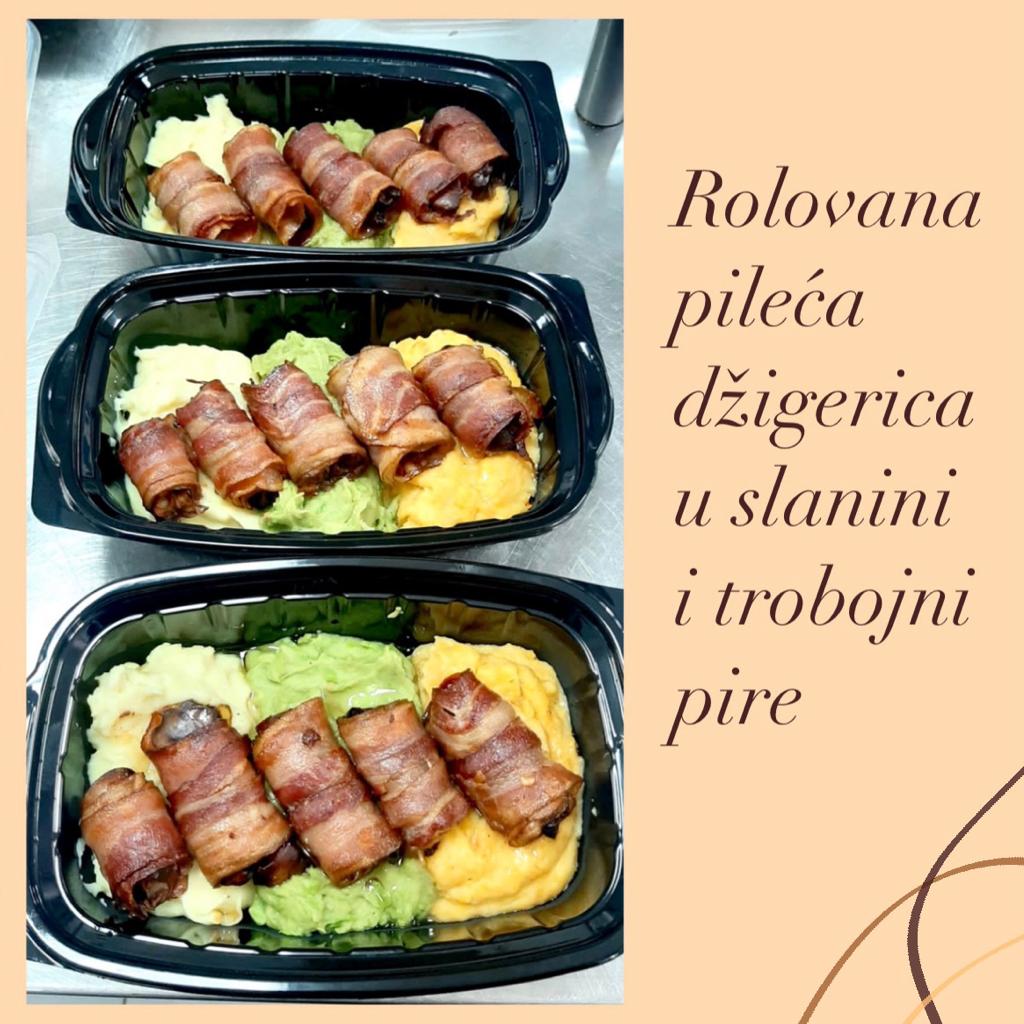 Rolovana
pileća
džigerica
u slanini
i trobojni
pire